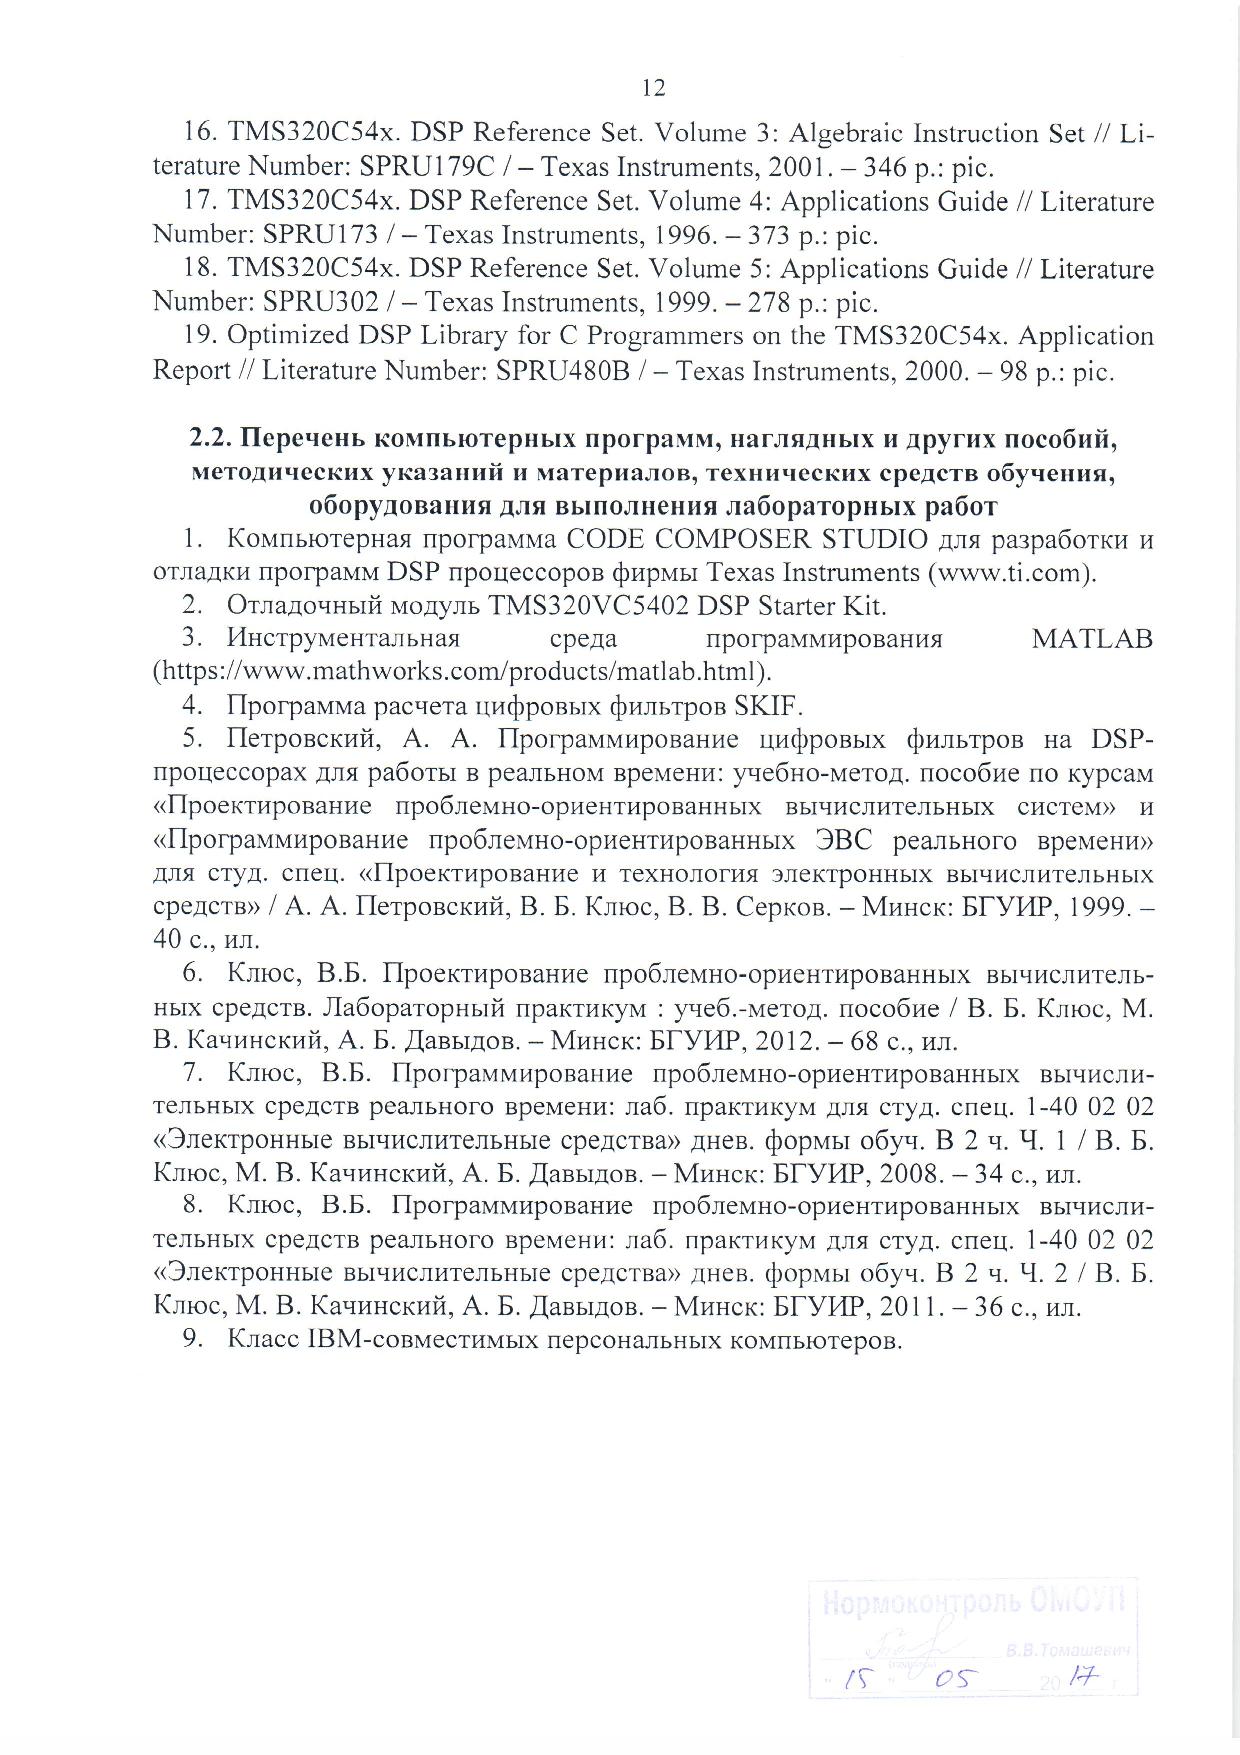 12
16. TMS320C54x. DSP Reference Set. Volume 3: Algebraic Instruction Set // Li-
terature Number: SPRU179C / – Texas Instruments, 2001. – 346 p.: pic.
17. TMS320C54x. DSP Reference Set. Volume 4: Applications Guide // Literature
Number: SPRU173 / – Texas Instruments, 1996. – 373 p.: pic.
18. TMS320C54x. DSP Reference Set. Volume 5: Applications Guide // Literature
Number: SPRU302 / – Texas Instruments, 1999. – 278 p.: pic.
19. Optimized DSP Library for C Programmers on the TMS320C54x. Application
Report // Literature Number: SPRU480B / – Texas Instruments, 2000. – 98 p.: pic.
2.2. Перечень компьютерных программ, наглядных и других пособий,
методических указаний и материалов, технических средств обучения,
оборудования для выполнения лабораторных работ
1. Компьютерная программа CODE COMPOSER STUDIO для разработки и
отладки программ DSP процессоров фирмы Texas Instruments (www.ti.com).
2. Отладочный модуль TMS320VC5402 DSP Starter Kit.
3. Инструментальная среда программирования MATLAB
(https://www.mathworks.com/products/matlab.html).
4. Программа расчета цифровых фильтров SKIF.
5. Петровский, А. А. Программирование цифровых фильтров на DSP-
процессорах для работы в реальном времени: учебно-метод. пособие по курсам
«Проектирование проблемно-ориентированных вычислительных систем» и
«Программирование проблемно-ориентированных ЭВС реального времени»
для студ. спец. «Проектирование и технология электронных вычислительных
средств» / А. А. Петровский, В. Б. Клюс, В. В. Серков. – Минск: БГУИР, 1999. –
40 с., ил.
6. Клюс, В.Б. Проектирование проблемно-ориентированных вычислитель-
ных средств. Лабораторный практикум : учеб.-метод. пособие / В. Б. Клюс, М.
В. Качинский, А. Б. Давыдов. – Минск: БГУИР, 2012. – 68 с., ил.
7. Клюс, В.Б. Программирование проблемно-ориентированных вычисли-
тельных средств реального времени: лаб. практикум для студ. спец. 1-40 02 02
«Электронные вычислительные средства» днев. формы обуч. В 2 ч. Ч. 1 / В. Б.
Клюс, М. В. Качинский, А. Б. Давыдов. – Минск: БГУИР, 2008. – 34 с., ил.
8. Клюс, В.Б. Программирование проблемно-ориентированных вычисли-
тельных средств реального времени: лаб. практикум для студ. спец. 1-40 02 02
«Электронные вычислительные средства» днев. формы обуч. В 2 ч. Ч. 2 / В. Б.
Клюс, М. В. Качинский, А. Б. Давыдов. – Минск: БГУИР, 2011. – 36 с., ил.
9. Класс IBM-совместимых персональных компьютеров.
Нормоконтроль ОМОУП
В.В.Томашевич
" 15 " 05 2017 г